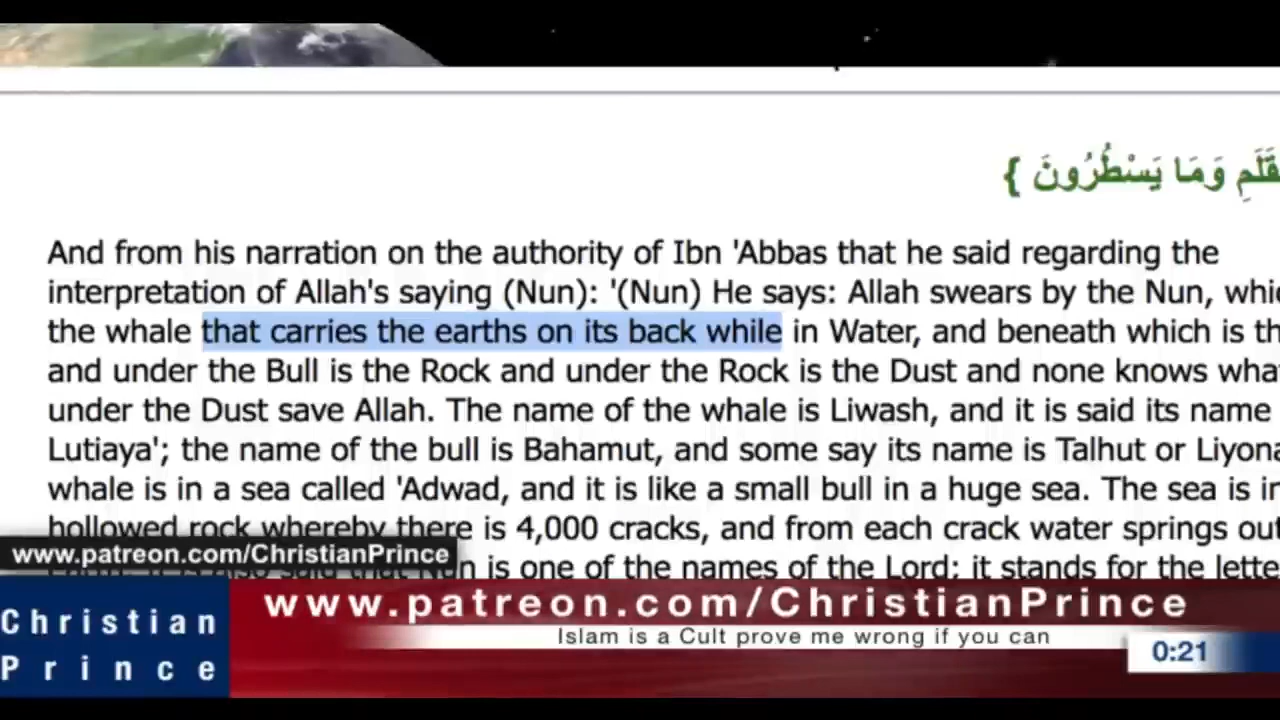 قَلَمِ وَمَا يَسْطُرُونَ }
And from his narration on the authority of Ibn 'Abbas that he said regarding the
interpretation of Allah's saying (Nun): '(Nun) He says: Allah swears by the Nun,
the whale that carries the earths on its back while in Water, and beneath which is
and under the Bull is the Rock and under the Rock is the Dust and none knows
under the Dust save Allah. The name of the whale is Liwash, and it is said its name
Lutiaya'; the name of the bull is Bahamut, and some say its name is Talhut or
whale is in a sea called 'Adwad, and it is like a small bull in a huge sea. The sea is
hollowed rock whereby there is 4,000 cracks, and from each crack water springs
www.patreon.com/ChristianPrince
is one of the names of the Lord; it stands for the
www.patreon.com/ChristianPrince
Islam is a Cult prove me wrong if you can
Christian
Prince
0:21